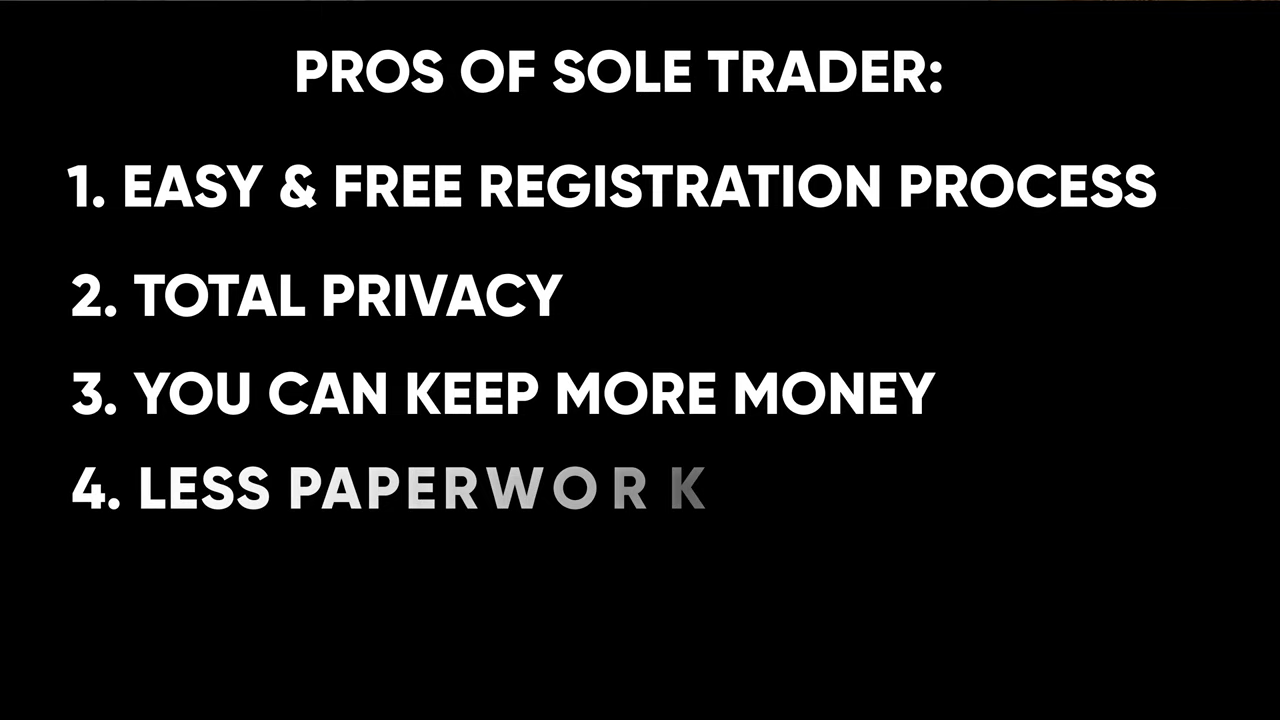 PROS OF SOLE TRADER:
1. EASY & FREE REGISTRATION PROCESS
2. TOTAL PRIVACY
3. YOU CAN KEEP MORE MONEY
4. LESS PAPERWORK